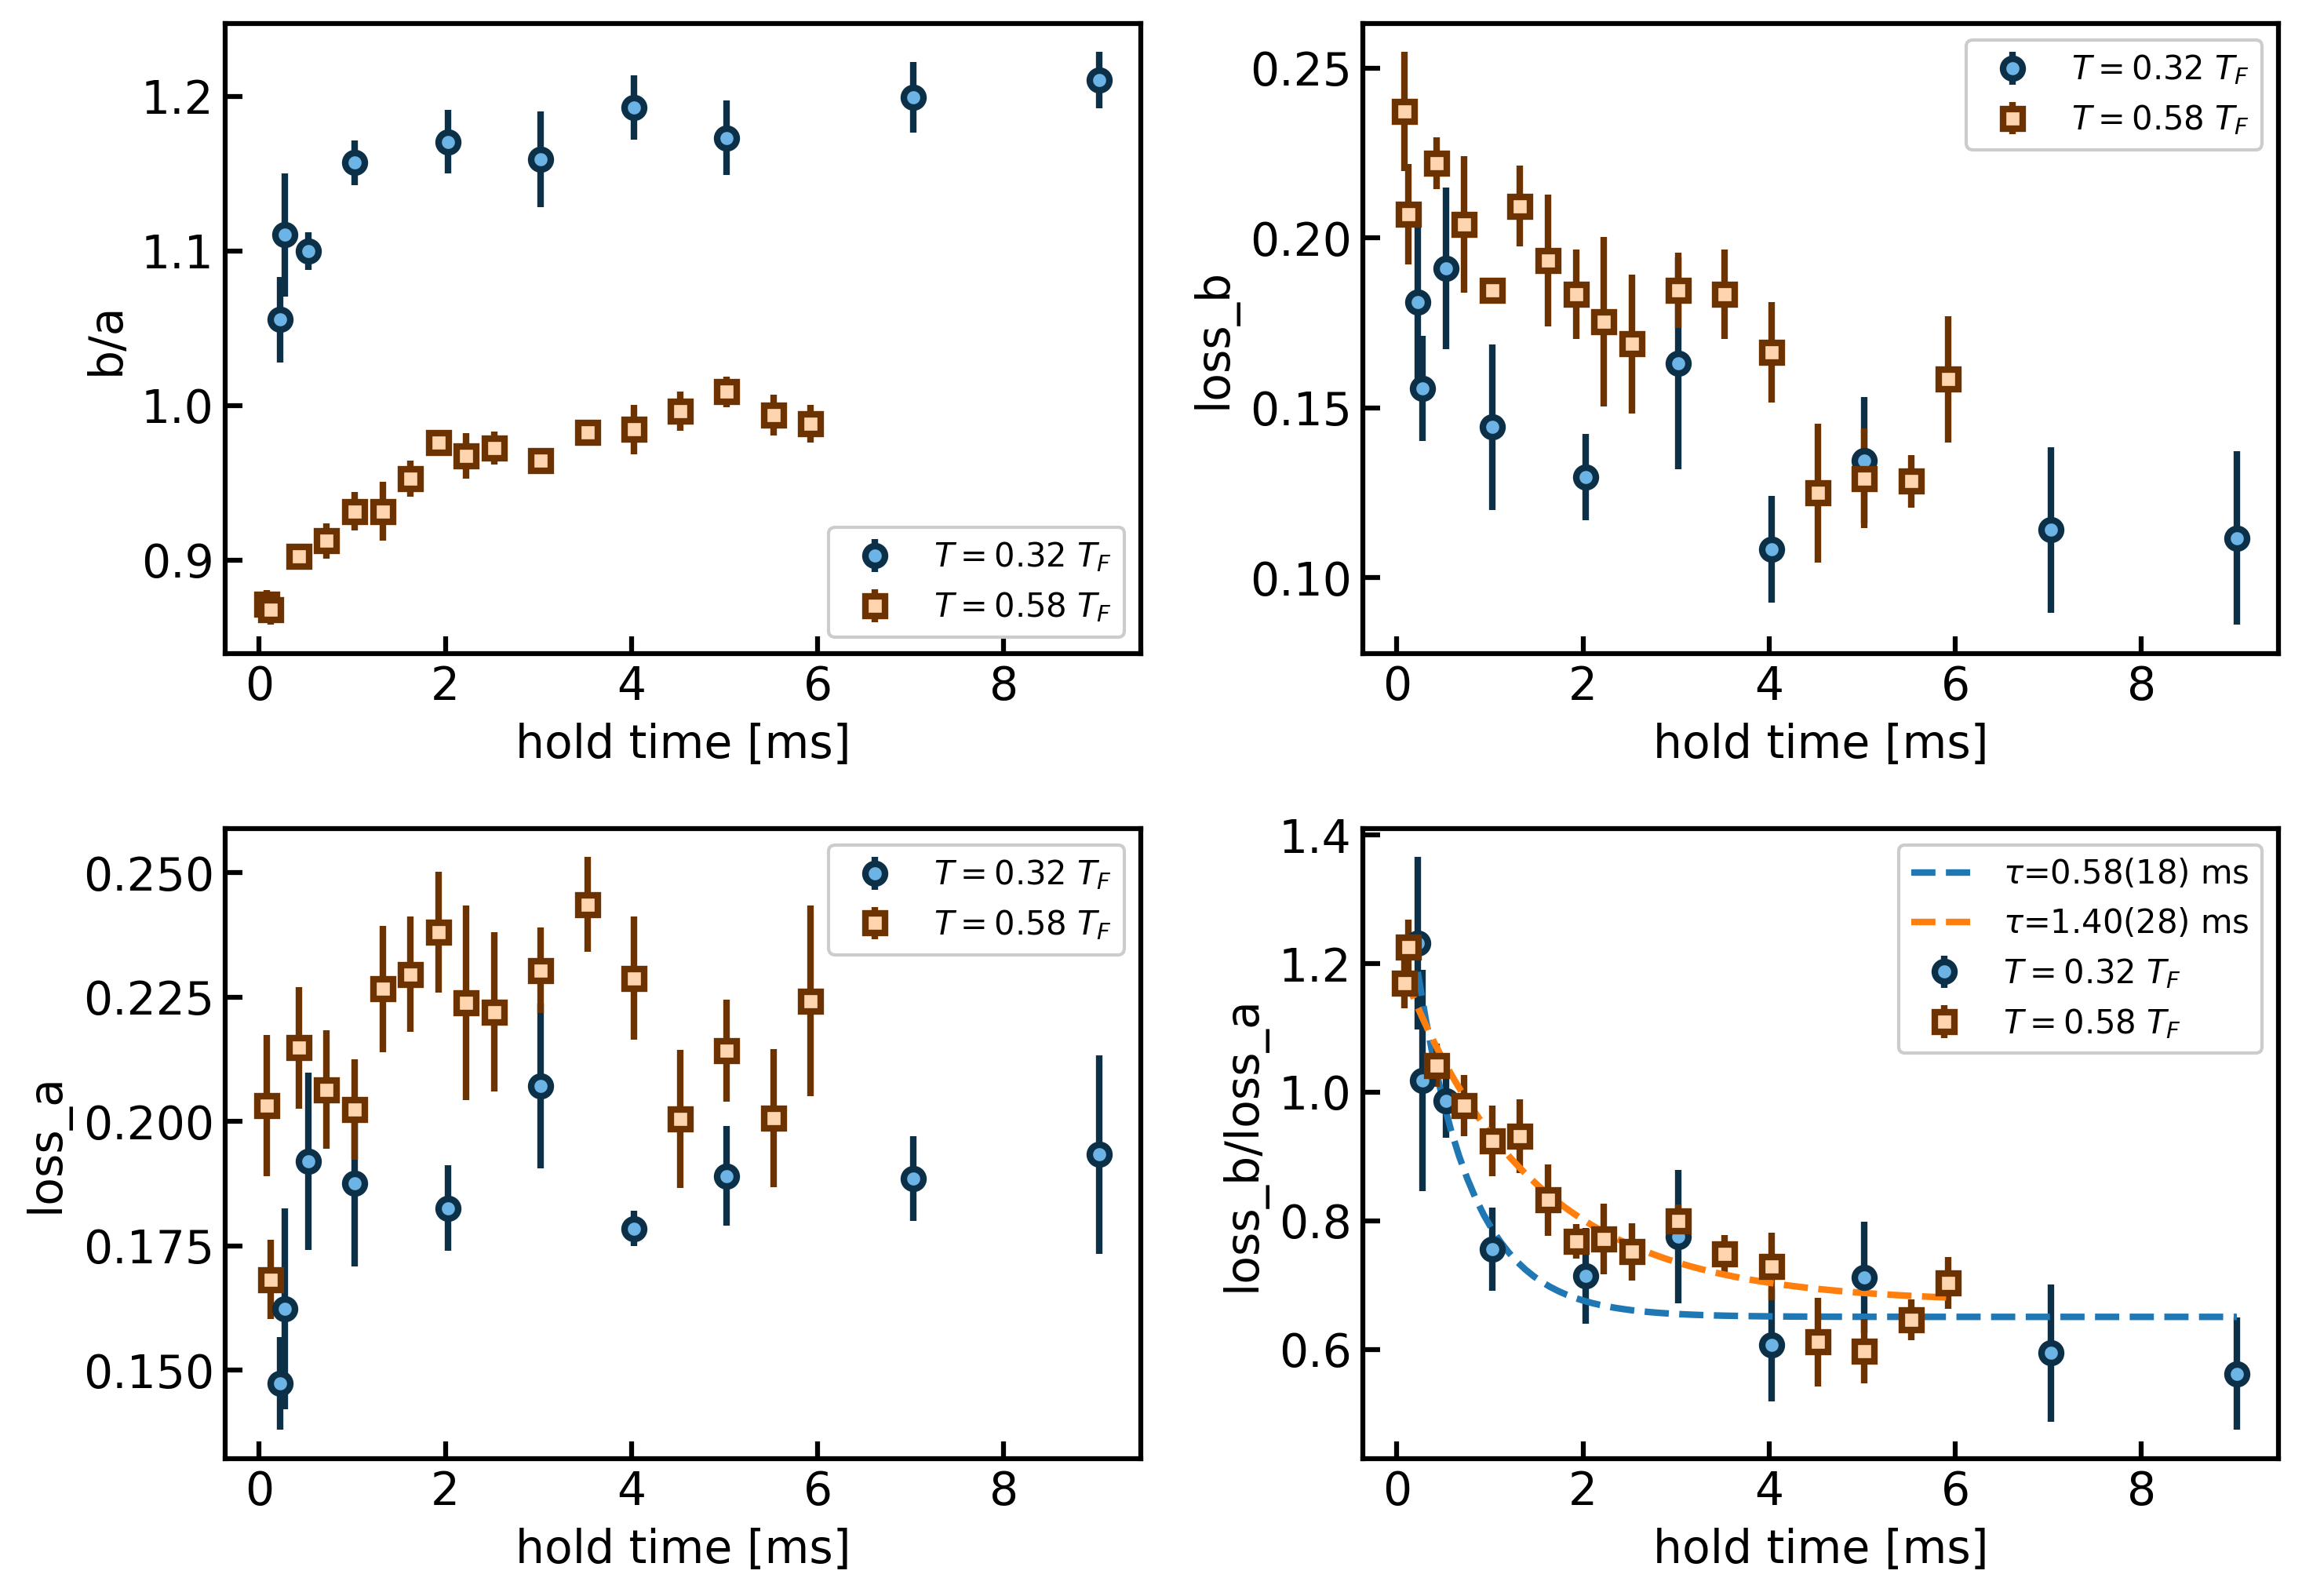 1.2
1.1
1.0
0.9
b/a
0 2 4 6 8
hold time [ms]
T = 0.32 T_F
T = 0.58 T_F
0.25
0.20
0.15
0.10
loss_b
0 2 4 6 8
hold time [ms]
T = 0.32 T_F
T = 0.58 T_F
0.250
0.225
0.200
0.175
0.150
loss_a
0 2 4 6 8
hold time [ms]
T = 0.32 T_F
T = 0.58 T_F
1.4
1.2
1.0
0.8
0.6
loss_b/loss_a
0 2 4 6 8
hold time [ms]
τ=0.58(18) ms
τ=1.40(28) ms
T = 0.32 T_F
T = 0.58 T_F